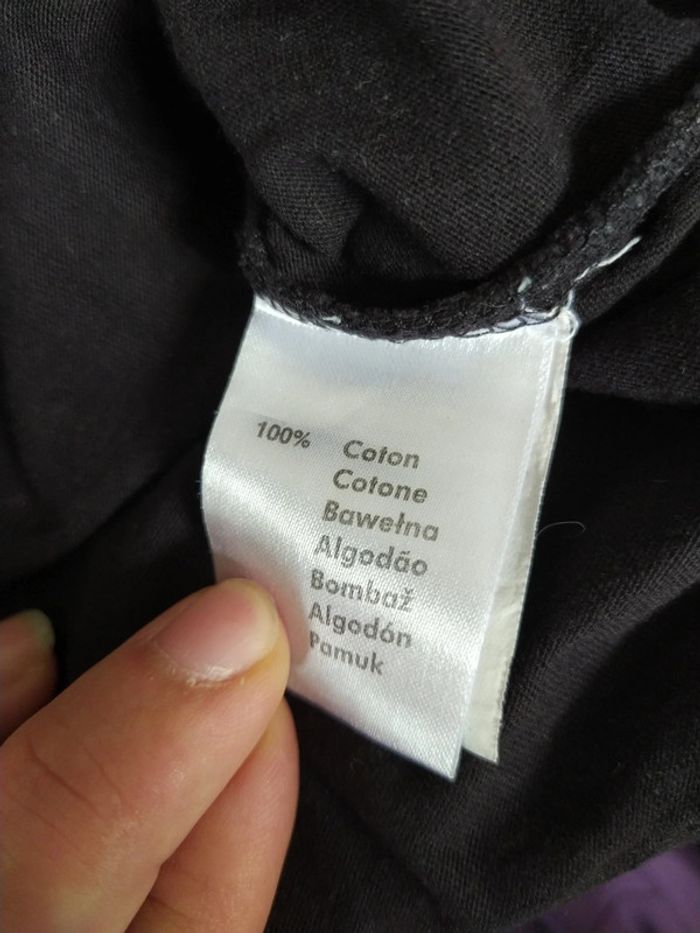 100% Coton
Cotone
Bawełna
Algodão
Bombaž
Algodón
Pamuk